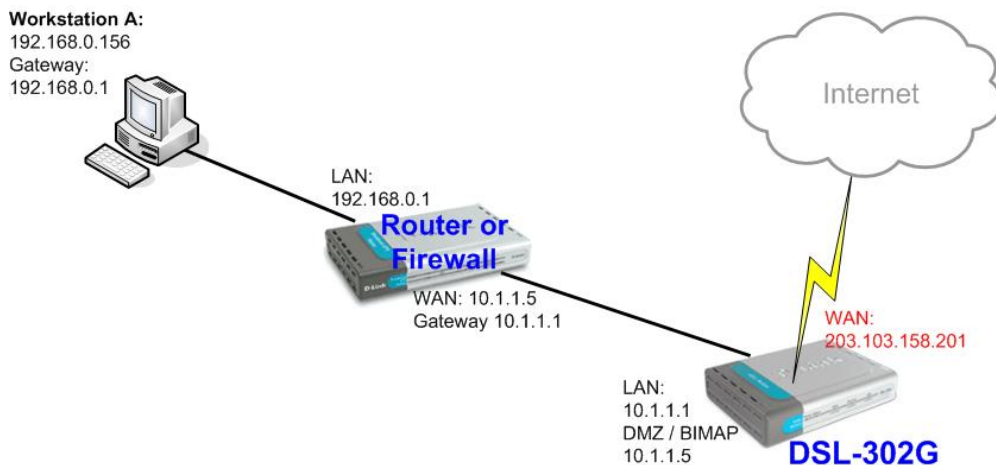 Workstation A:
192.168.0.156
Gateway:
192.168.0.1
Internet
LAN:
192.168.0.1
Router or
Firewall
D-Link
WAN: 10.1.1.5
Gateway 10.1.1.1
WAN:
203.103.158.201
LAN:
10.1.1.1
DMZ / BIMAP
10.1.1.5
DSL-302G